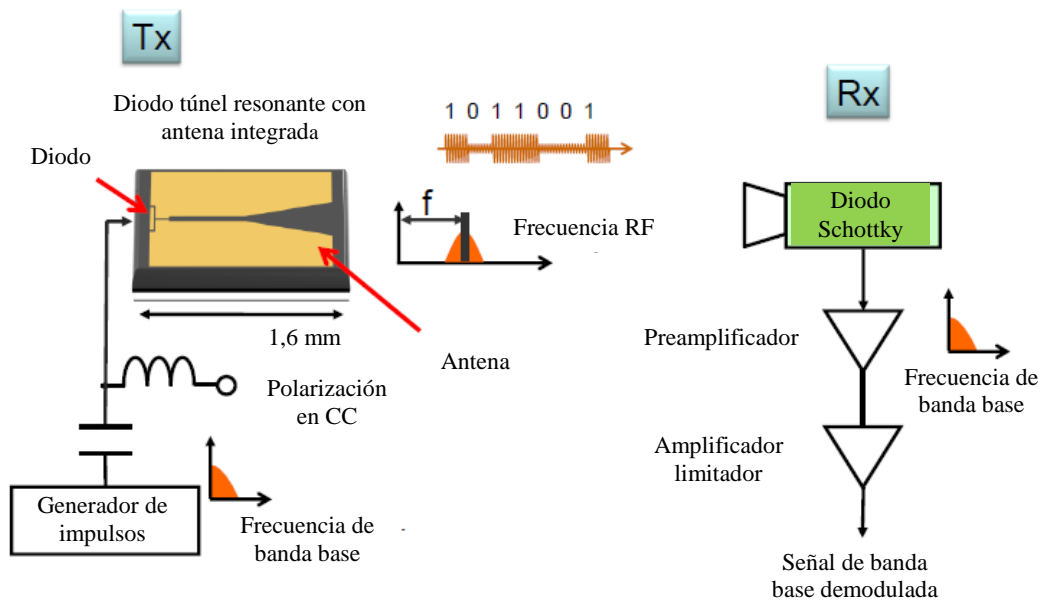 Tx
Diodo túnel resonante con
antena integrada
Diodo
1 0 1 1 0 0 1
f
Frecuencia RF
1,6 mm
Antena
Polarización
en CC
Generador de
impulsos
Frecuencia de
banda base
Rx
Diodo
Schottky
Preamplificador
Frecuencia de
banda base
Amplificador
limitador
Señal de banda
base demodulada